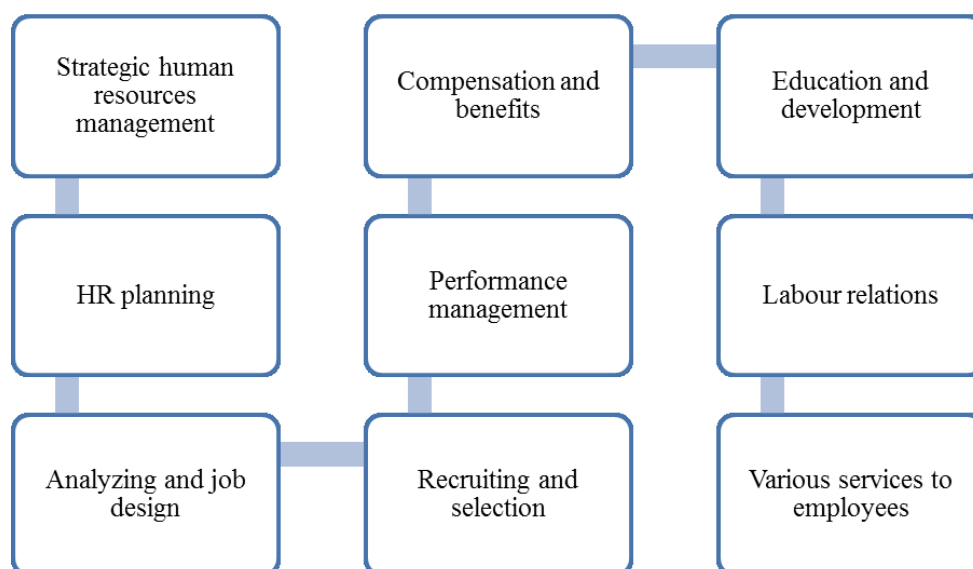 Strategic human
resources
management
HR planning
Analyzing and job
design
Recruiting and
selection
Performance
management
Compensation and
benefits
Education and
development
Labour relations
Various services to
employees